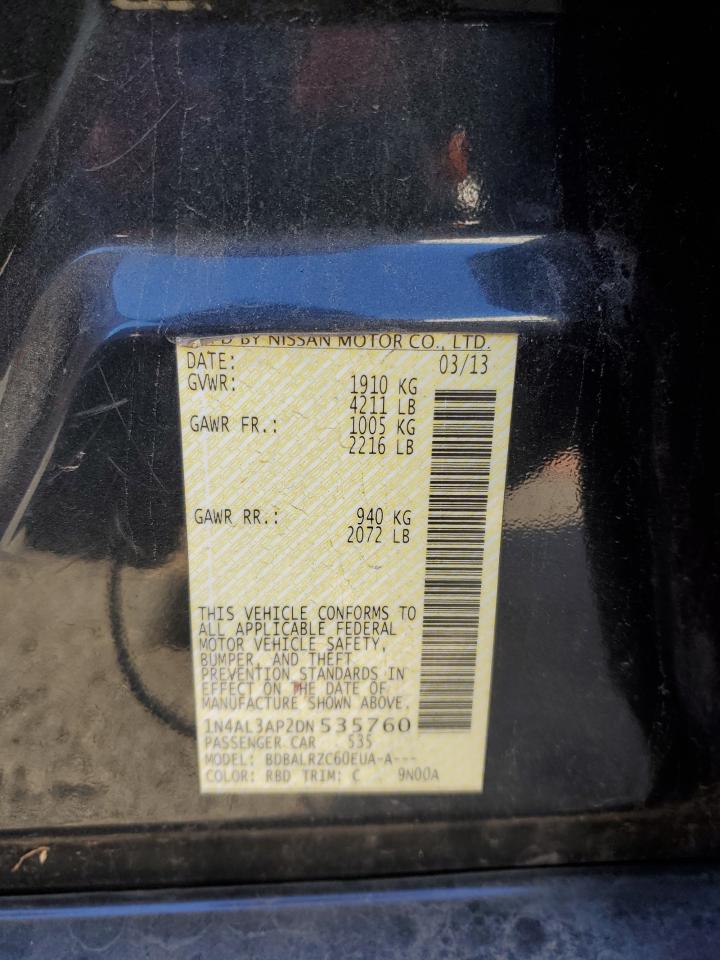 BY NISSAN MOTOR CO., LTD.
DATE: 03/13
GVWR: 1910 KG
4211 LB
GAWR FR.: 1005 KG
2216 LB
GAWR RR.: 940 KG
2072 LB
THIS VEHICLE CONFORMS TO
ALL APPLICABLE FEDERAL
MOTOR VEHICLE SAFETY,
BUMPER, AND THEFT
PREVENTION STANDARDS IN
EFFECT ON THE DATE OF
MANUFACTURE SHOWN ABOVE.
1N4AL3AP2DN535760
PASSENGER CAR 535
MODEL: BDBALRZC60EUA-A---
COLOR: RBD TRIM: C 9N00A